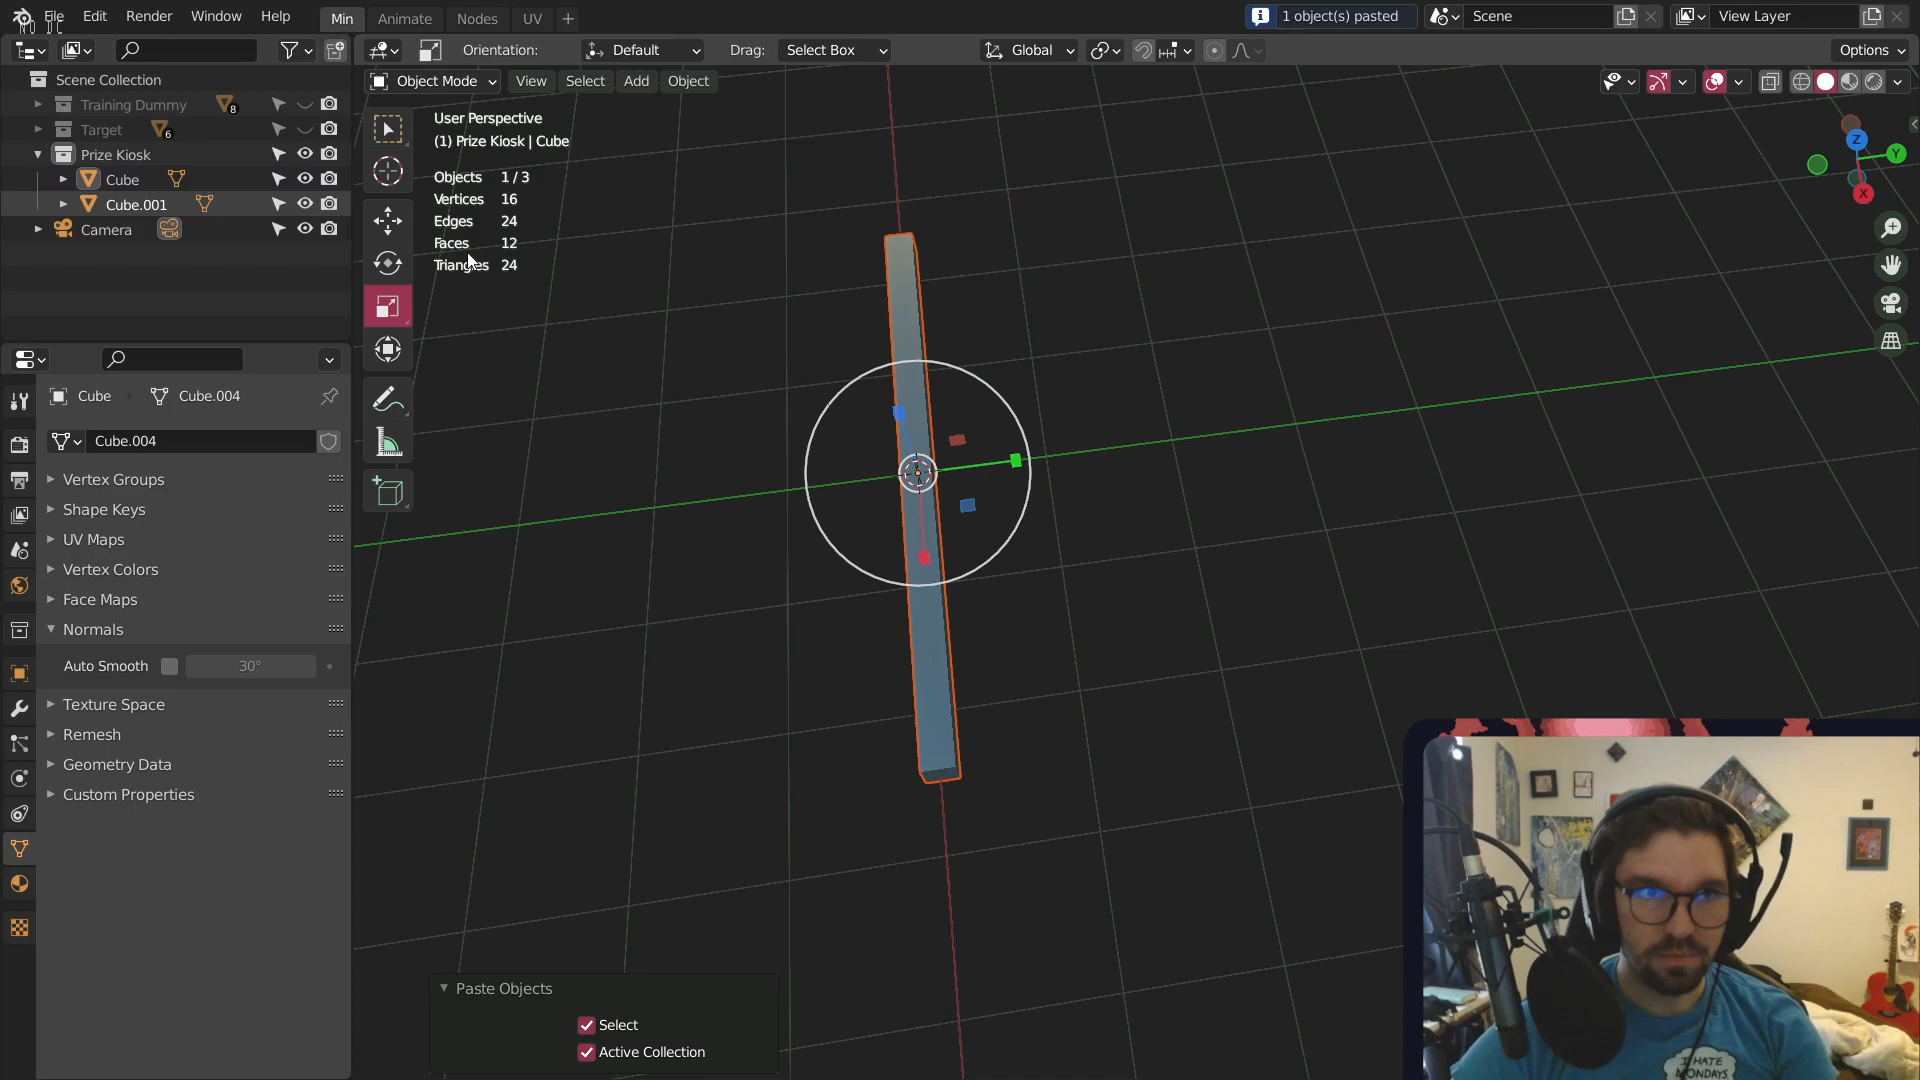 File Edit Render Window Help Min Animate Nodes UV + 1 object(s) pasted Scene View Layer
Orientation: Default Drag: Select Box Global Options
Scene Collection
Training Dummy 8
Target 6
Prize Kiosk
Cube
Cube.001
Camera
Object Mode View Select Add Object
User Perspective
(1) Prize Kiosk | Cube
Objects 1 / 3
Vertices 16
Edges 24
Faces 12
Triangles 24
Z
Y
X
Cube Cube.004
Cube.004
Vertex Groups
Shape Keys
UV Maps
Vertex Colors
Face Maps
Normals
Auto Smooth 30°
Texture Space
Remesh
Geometry Data
Custom Properties
Paste Objects
Select
Active Collection
I HATE
MONDAYS